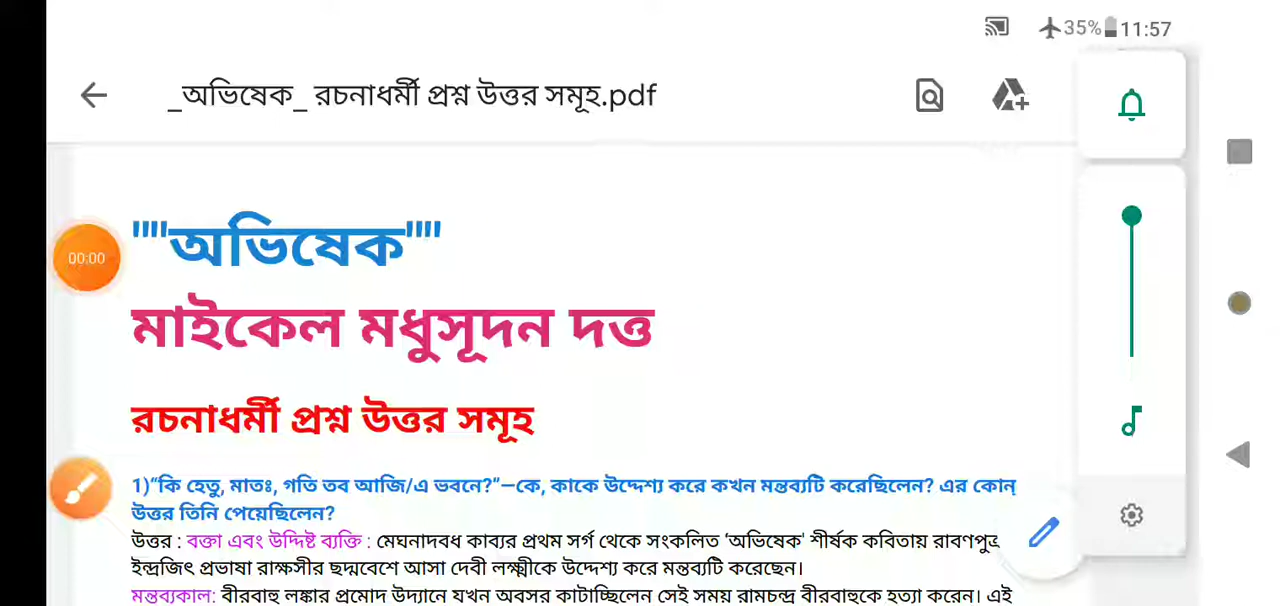 35% 11:57
_অভিষেক_ রচনাধর্মী প্রশ্ন উত্তর সমূহ.pdf
""অভিষেক""
00:00
মাইকেল মধুসূদন দত্ত
রচনাধর্মী প্রশ্ন উত্তর সমূহ
1)“কি হেতু, মাতঃ, গতি তব আজি/এ ভবনে?”—কে, কাকে উদ্দেশ্য করে কখন মন্তব্যটি করেছিলেন? এর কোন্
উত্তর তিনি পেয়েছিলেন?
উত্তর : বক্তা এবং উদ্দিষ্ট ব্যক্তি : মেঘনাদবধ কাব্যর প্রথম সর্গ থেকে সংকলিত ‘অভিষেক' শীর্ষক কবিতায় রাবণপুত্র
ইন্দ্রজিৎ প্রভাষা রাক্ষসীর ছদ্মবেশে আসা দেবী লক্ষ্মীকে উদ্দেশ্য করে মন্তব্যটি করেছেন।
মন্তব্যকাল: বীরবাহু লঙ্কার প্রমোদ উদ্যানে যখন অবসর কাটাচ্ছিলেন সেই সময় রামচন্দ্র বীরবাহুকে হত্যা করেন। এই